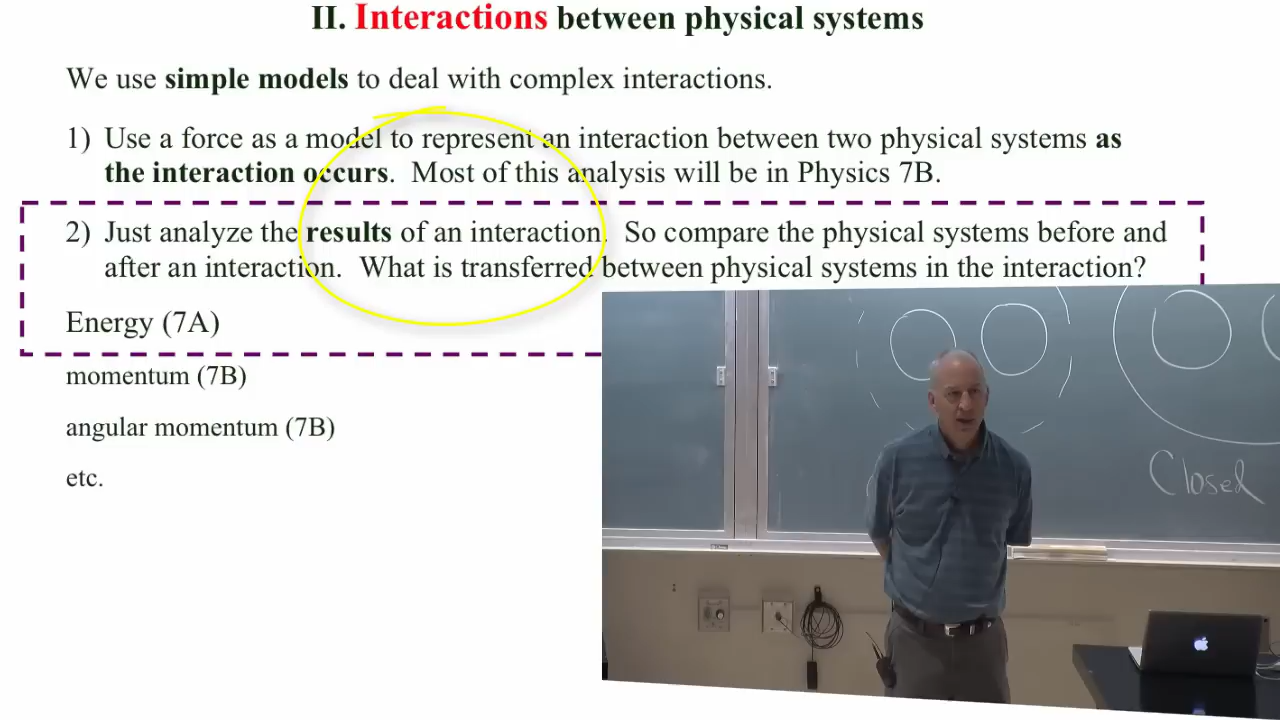 II. Interactions between physical systems
We use simple models to deal with complex interactions.
1) Use a force as a model to represent an interaction between two physical systems as
the interaction occurs. Most of this analysis will be in Physics 7B.
2) Just analyze the results of an interaction. So compare the physical systems before and
after an interaction. What is transferred between physical systems in the interaction?
Energy (7A)
momentum (7B)
angular momentum (7B)
etc.
Closed